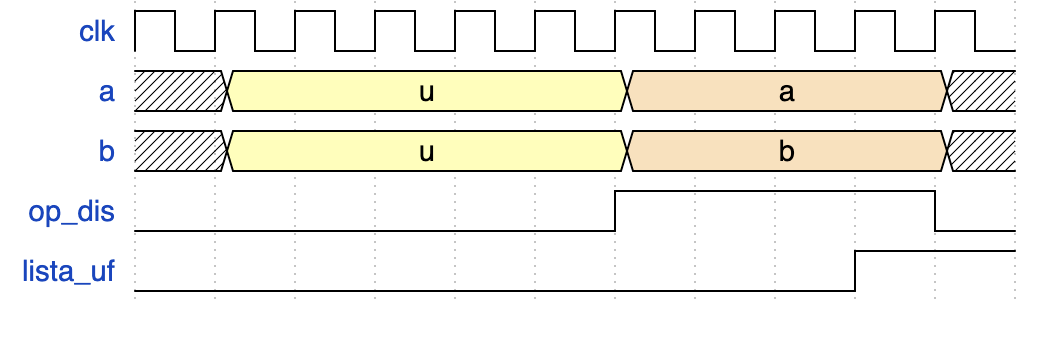 clk
a u a
b u b
op_dis
lista_uf